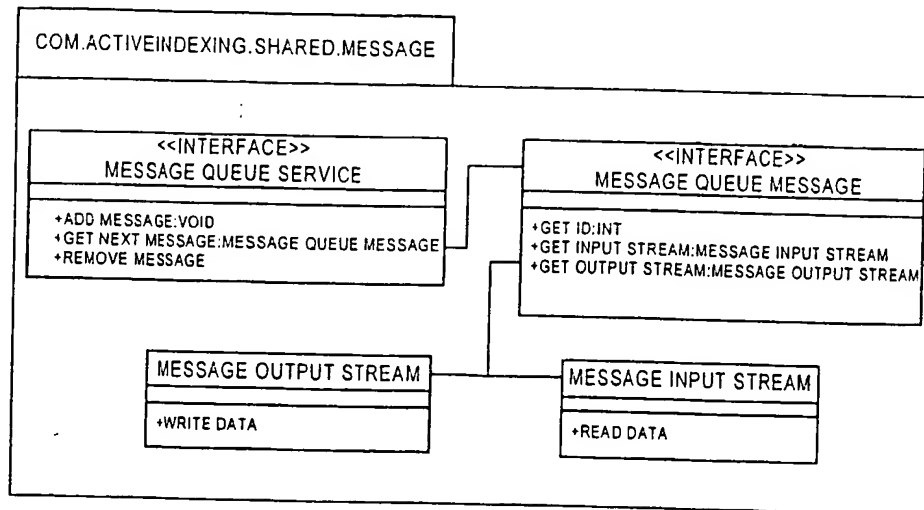 COM.ACTIVEINDEXING.SHARED.MESSAGE
<<INTERFACE>>
MESSAGE QUEUE SERVICE
+ADD MESSAGE:VOID
+GET NEXT MESSAGE:MESSAGE QUEUE MESSAGE
+REMOVE MESSAGE
<<INTERFACE>>
MESSAGE QUEUE MESSAGE
+GET ID:INT
+GET INPUT STREAM:MESSAGE INPUT STREAM
+GET OUTPUT STREAM:MESSAGE OUTPUT STREAM
MESSAGE OUTPUT STREAM
+WRITE DATA
MESSAGE INPUT STREAM
+READ DATA